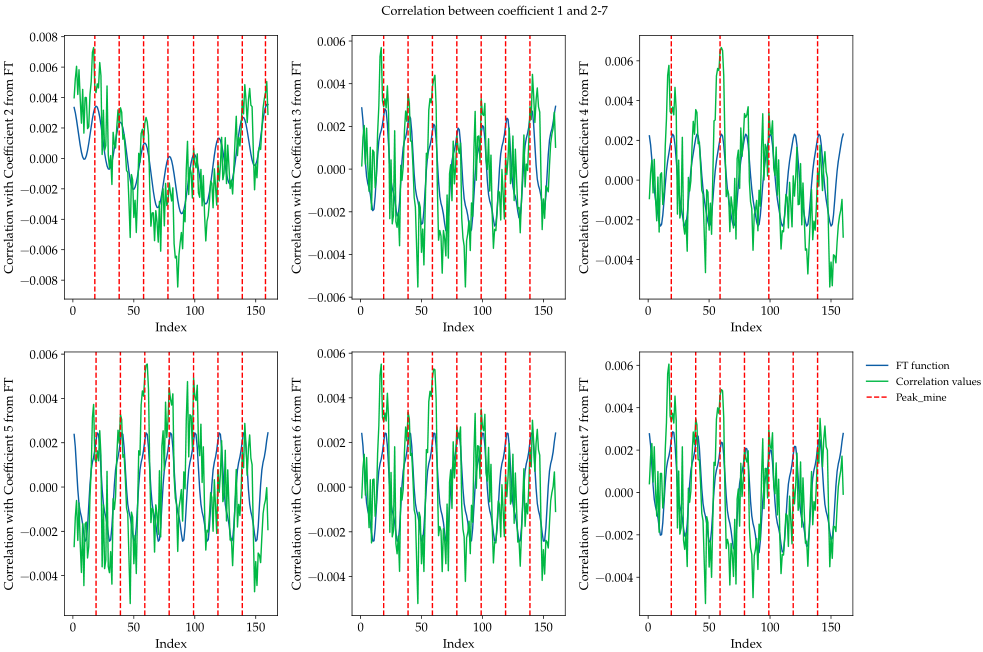 Correlation between coefficient 1 and 2-7
Correlation with Coefficient 2 from FT
0.008
0.006
0.004
0.002
0.000
−0.002
−0.004
−0.006
−0.008
0 50 100 150
Index
Correlation with Coefficient 3 from FT
0.006
0.004
0.002
0.000
−0.002
−0.004
−0.006
0 50 100 150
Index
Correlation with Coefficient 4 from FT
0.006
0.004
0.002
0.000
−0.002
−0.004
0 50 100 150
Index
Correlation with Coefficient 5 from FT
0.006
0.004
0.002
0.000
−0.002
−0.004
0 50 100 150
Index
Correlation with Coefficient 6 from FT
0.006
0.004
0.002
0.000
−0.002
−0.004
0 50 100 150
Index
Correlation with Coefficient 7 from FT
0.006
0.004
0.002
0.000
−0.002
−0.004
0 50 100 150
Index
FT function
Correlation values
Peak_mine